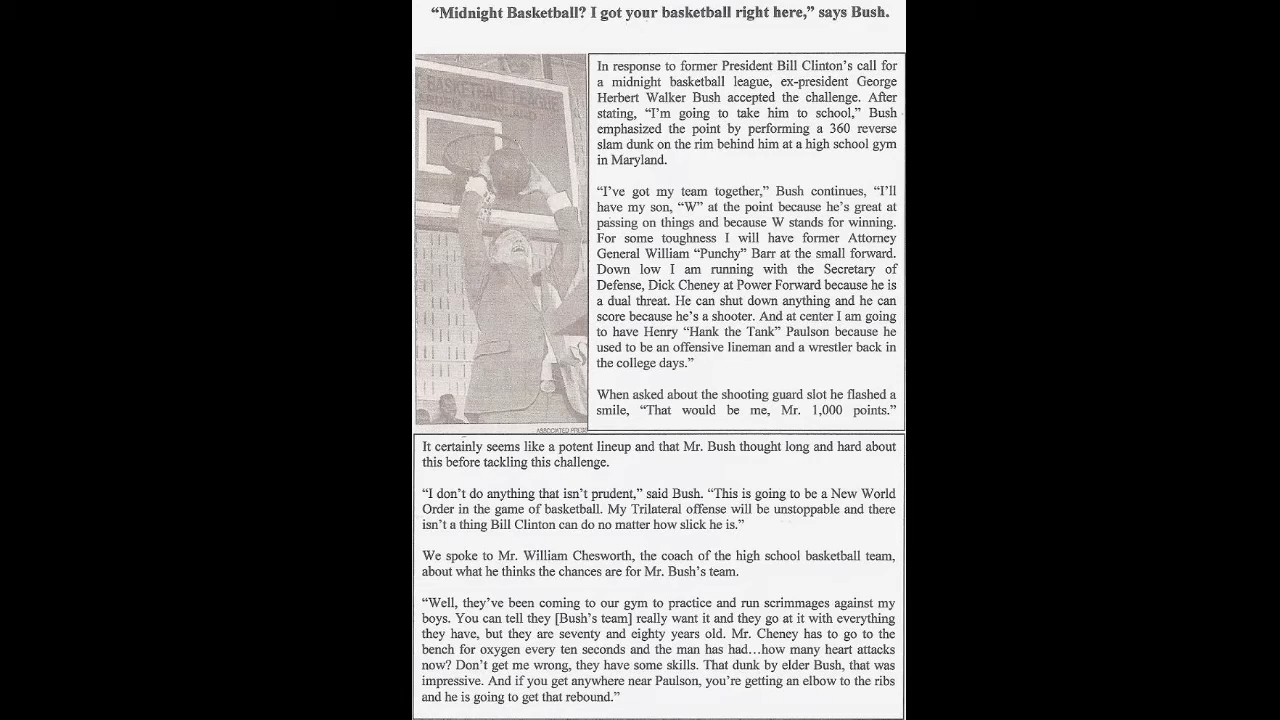 “Midnight Basketball? I got your basketball right here,” says Bush.
BASKETBALL LEAGUE
In response to former President Bill Clinton’s call for
a midnight basketball league, ex-president George
Herbert Walker Bush accepted the challenge. After
stating, “I’m going to take him to school,” Bush
emphasized the point by performing a 360 reverse
slam dunk on the rim behind him at a high school gym
in Maryland.
“I’ve got my team together,” Bush continues, “I’ll
have my son, “W” at the point because he’s great at
passing on things and because W stands for winning.
For some toughness I will have former Attorney
General William “Punchy” Barr at the small forward.
Down low I am running with the Secretary of
Defense, Dick Cheney at Power Forward because he is
a dual threat. He can shut down anything and he can
score because he’s a shooter. And at center I am going
to have Henry “Hank the Tank” Paulson because he
used to be an offensive lineman and a wrestler back in
the college days.”
When asked about the shooting guard slot he flashed a
smile, “That would be me, Mr. 1,000 points.”
ASSOCIATED PRESS
It certainly seems like a potent lineup and that Mr. Bush thought long and hard about
this before tackling this challenge.
“I don’t do anything that isn’t prudent,” said Bush. “This is going to be a New World
Order in the game of basketball. My Trilateral offense will be unstoppable and there
isn’t a thing Bill Clinton can do no matter how slick he is.”
We spoke to Mr. William Chesworth, the coach of the high school basketball team,
about what he thinks the chances are for Mr. Bush’s team.
“Well, they’ve been coming to our gym to practice and run scrimmages against my
boys. You can tell they [Bush’s team] really want it and they go at it with everything
they have, but they are seventy and eighty years old. Mr. Cheney has to go to the
bench for oxygen every ten seconds and the man has had…how many heart attacks
now? Don’t get me wrong, they have some skills. That dunk by elder Bush, that was
impressive. And if you get anywhere near Paulson, you’re getting an elbow to the ribs
and he is going to get that rebound.”